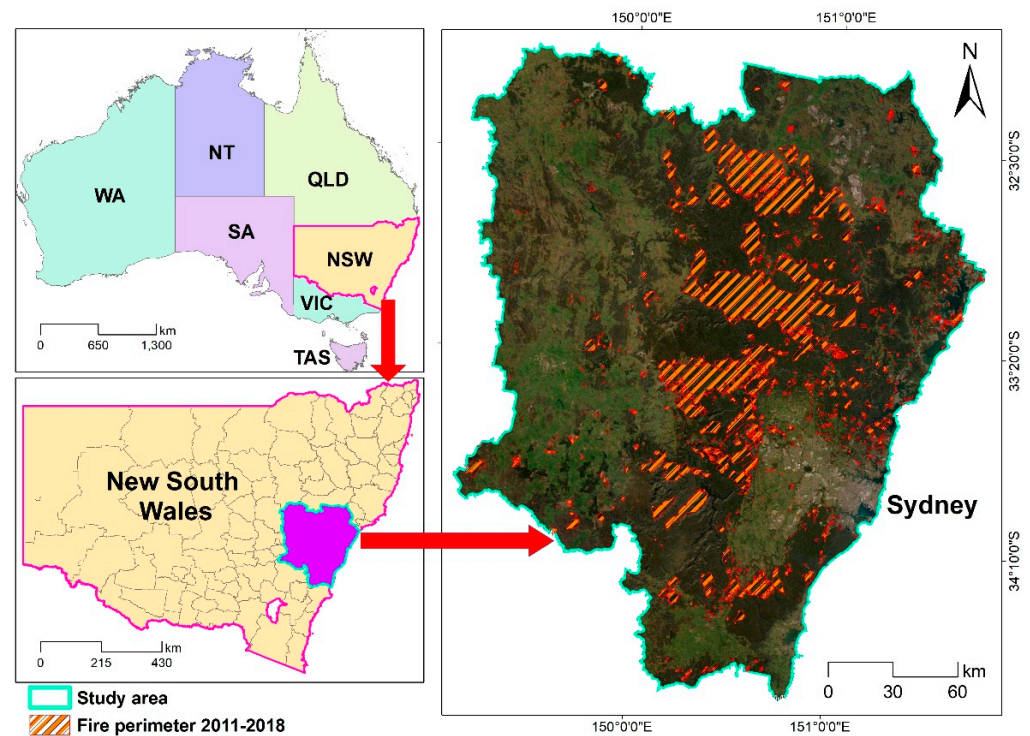 WA
NT
QLD
SA
NSW
VIC
TAS
km
0 650 1,300
New South
Wales
km
0 215 430
Study area
Fire perimeter 2011-2018
150°0'0"E 151°0'0"E
N
32°30'0"S
33°20'0"S
34°10'0"S
Sydney
km
0 30 60
150°0'0"E 151°0'0"E